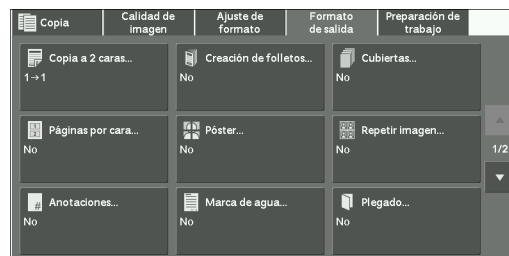 Copia
Calidad de
imagen
Ajuste de
formato
Formato
de salida
Preparación de
trabajo
Copia a 2 caras...
1→1
Creación de folletos...
No
Cubiertas...
No
Páginas por cara...
No
Póster...
No
Repetir imagen...
No
1/2
Anotaciones...
No
Marca de agua...
No
Plegado...
No